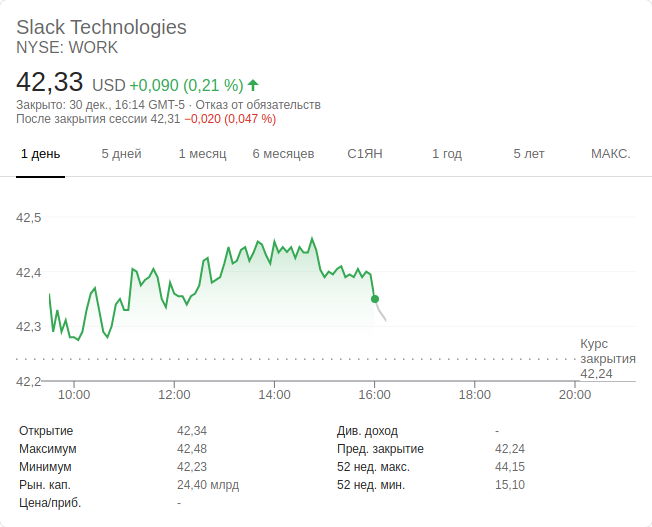 Slack Technologies
NYSE: WORK
42,33 USD +0,090 (0,21 %)
Закрыто: 30 дек., 16:14 GMT-5 · Отказ от обязательств
После закрытия сессии 42,31 −0,020 (0,047 %)
1 день 5 дней 1 месяц 6 месяцев С1ЯН 1 год 5 лет МАКС.
42,5
42,4
42,3
Курс
закрытия
42,24
42,2
10:00 12:00 14:00 16:00 18:00 20:00
Открытие 42,34 Див. доход -
Максимум 42,48 Пред. закрытие 42,24
Минимум 42,23 52 нед. макс. 44,15
Рын. кап. 24,40 млрд 52 нед. мин. 15,10
Цена/приб. -